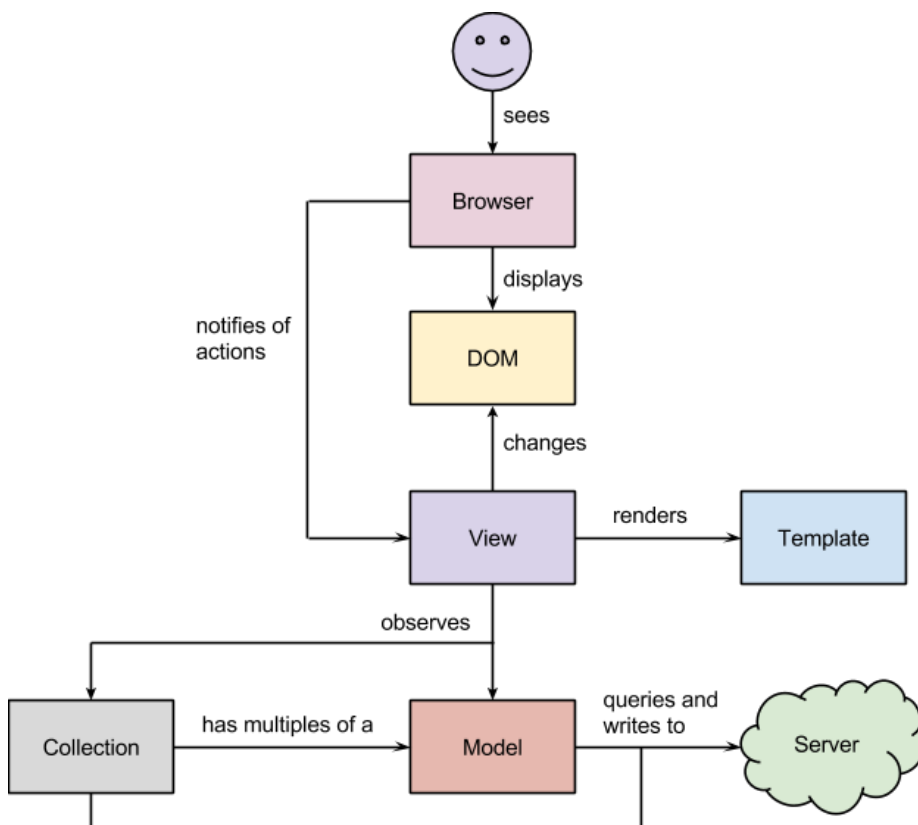 sees
Browser
displays
notifies of
actions
DOM
changes
View
renders
Template
observes
Collection
has multiples of a
Model
queries and
writes to
Server